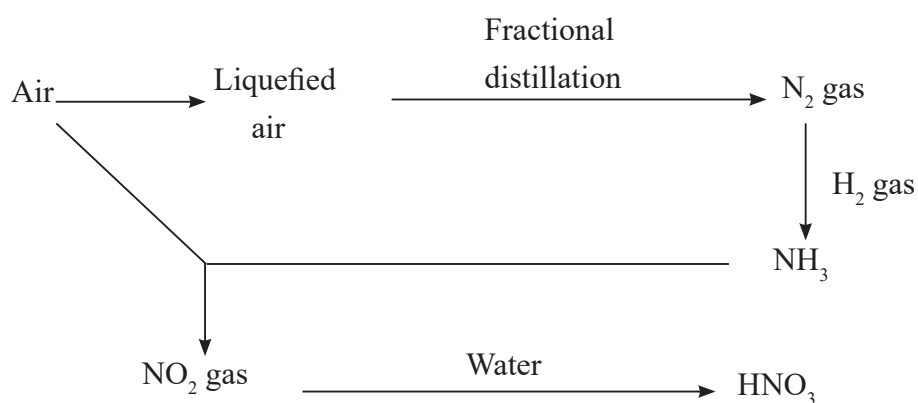 Fractional
distillation
Air
Liquefied
air
N₂ gas
H₂ gas
NH₃
NO₂ gas
Water
HNO₃